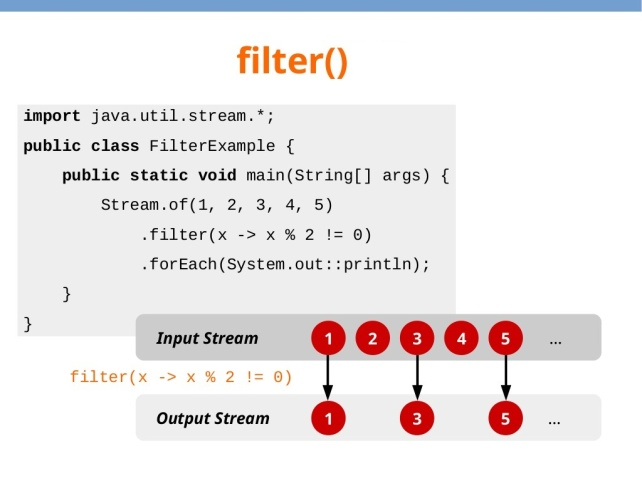 filter()
import java.util.stream.*;
public class FilterExample {
    public static void main(String[] args) {
        Stream.of(1, 2, 3, 4, 5)
            .filter(x -> x % 2 != 0)
            .forEach(System.out::println);
    }
}
Input Stream 1 2 3 4 5 ...
filter(x -> x % 2 != 0)
Output Stream 1 3 5 ...